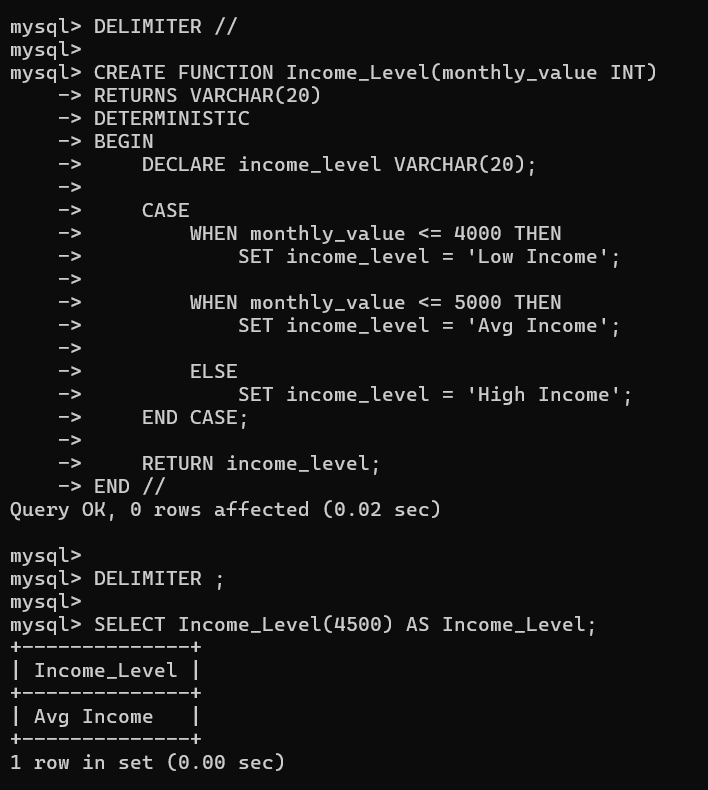 mysql> DELIMITER //
mysql>
mysql> CREATE FUNCTION Income_Level(monthly_value INT)
    -> RETURNS VARCHAR(20)
    -> DETERMINISTIC
    -> BEGIN
    ->     DECLARE income_level VARCHAR(20);
    ->
    ->     CASE
    ->         WHEN monthly_value <= 4000 THEN
    ->             SET income_level = 'Low Income';
    ->
    ->         WHEN monthly_value <= 5000 THEN
    ->             SET income_level = 'Avg Income';
    ->
    ->         ELSE
    ->             SET income_level = 'High Income';
    ->     END CASE;
    ->
    ->     RETURN income_level;
    -> END //
Query OK, 0 rows affected (0.02 sec)

mysql>
mysql> DELIMITER ;
mysql>
mysql> SELECT Income_Level(4500) AS Income_Level;
+--------------+
| Income_Level |
+--------------+
| Avg Income   |
+--------------+
1 row in set (0.00 sec)